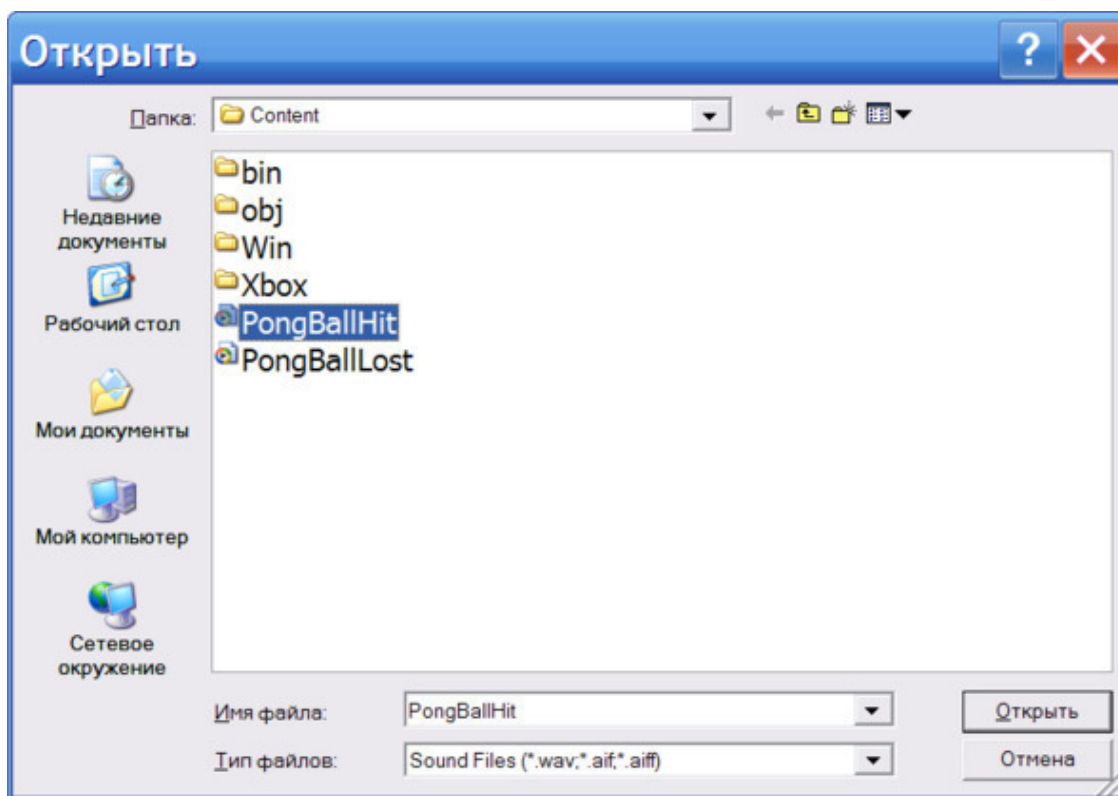 Открыть
?
Папка:
Content
Недавние
документы
Рабочий стол
Мои документы
Мой компьютер
Сетевое
окружение
bin
obj
Win
Xbox
PongBallHit
PongBallLost
Имя файла:
PongBallHit
Открыть
Тип файлов:
Sound Files (*.wav;*.aif;*.aiff)
Отмена